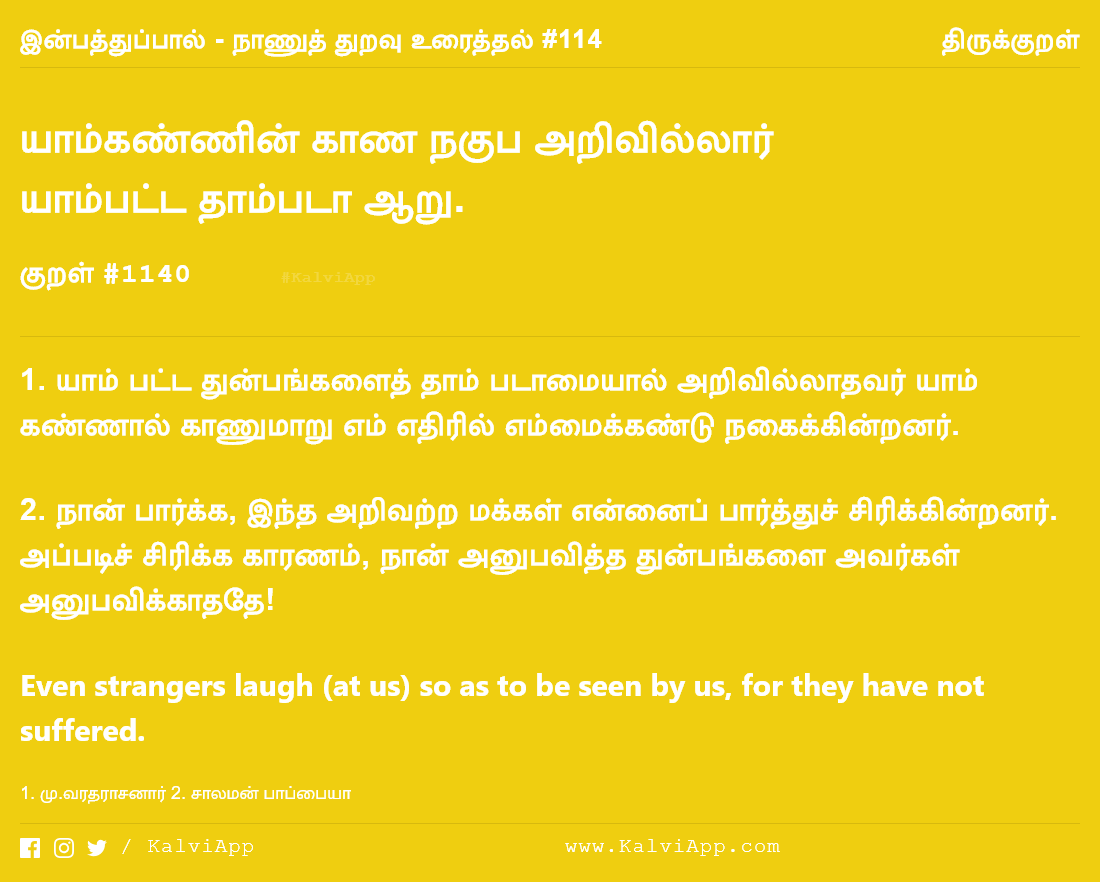 இன்பத்துப்பால் - நாணுத் துறவு உரைத்தல் #114 திருக்குறள்
யாம்கண்ணின் காண நகுப அறிவில்லார்
யாம்பட்ட தாம்படா ஆறு.
குறள் #1140 #KalviApp
1. யாம் பட்ட துன்பங்களைத் தாம் படாமையால் அறிவில்லாதவர் யாம்
கண்ணால் காணுமாறு எம் எதிரில் எம்மைக்கண்டு நகைக்கின்றனர்.
2. நான் பார்க்க, இந்த அறிவற்ற மக்கள் என்னைப் பார்த்துச் சிரிக்கின்றனர்.
அப்படிச் சிரிக்க காரணம், நான் அனுபவித்த துன்பங்களை அவர்கள்
அனுபவிக்காததே!
Even strangers laugh (at us) so as to be seen by us, for they have not
suffered.
1. மு.வரதராசனார் 2. சாலமன் பாப்பையா
/ KalviApp www.KalviApp.com